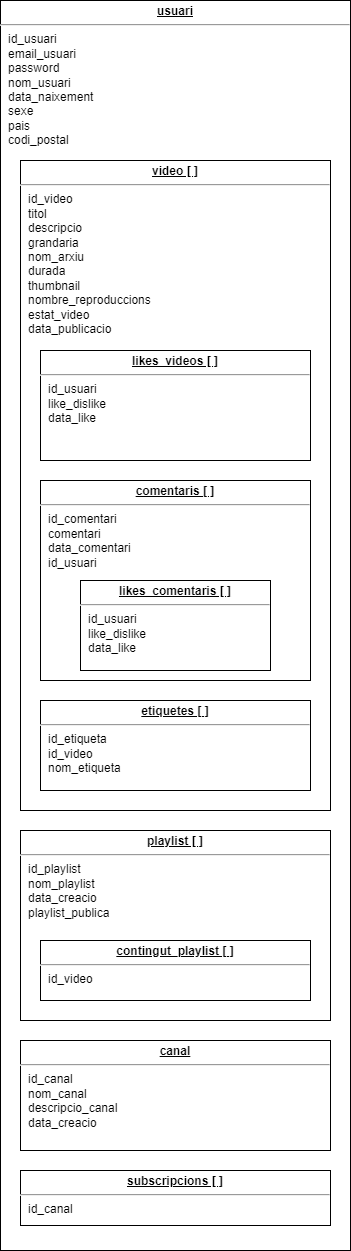 usuari
id_usuari
email_usuari
password
nom_usuari
data_naixement
sexe
pais
codi_postal
video [ ]
id_video
titol
descripcio
grandaria
nom_arxiu
durada
thumbnail
nombre_reproduccions
estat_video
data_publicacio
likes_videos [ ]
id_usuari
like_dislike
data_like
comentaris [ ]
id_comentari
comentari
data_comentari
id_usuari
likes_comentaris [ ]
id_usuari
like_dislike
data_like
etiquetes [ ]
id_etiqueta
id_video
nom_etiqueta
playlist [ ]
id_playlist
nom_playlist
data_creacio
playlist_publica
contingut_playlist [ ]
id_video
canal
id_canal
nom_canal
descripcio_canal
data_creacio
subscripcions [ ]
id_canal